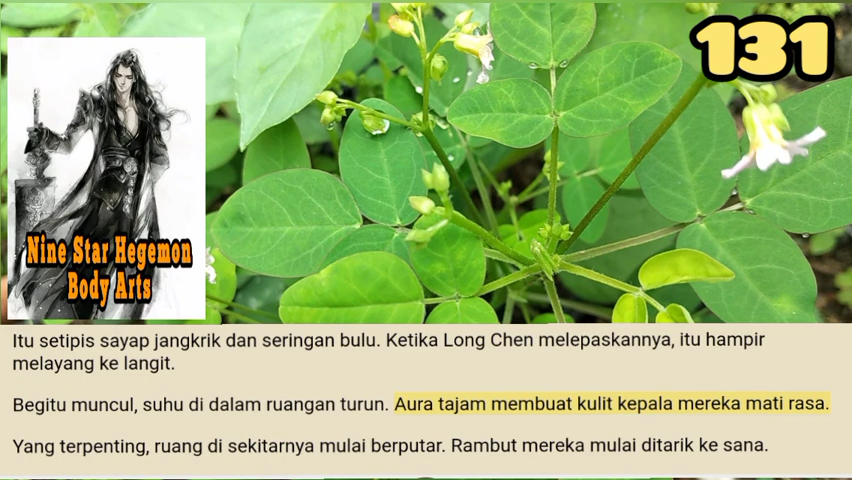 131
Nine Star Hegemon
Body Arts
Itu setipis sayap jangkrik dan seringan bulu. Ketika Long Chen melepaskannya, itu hampir
melayang ke langit.
Begitu muncul, suhu di dalam ruangan turun. Aura tajam membuat kulit kepala mereka mati rasa.
Yang terpenting, ruang di sekitarnya mulai berputar. Rambut mereka mulai ditarik ke sana.